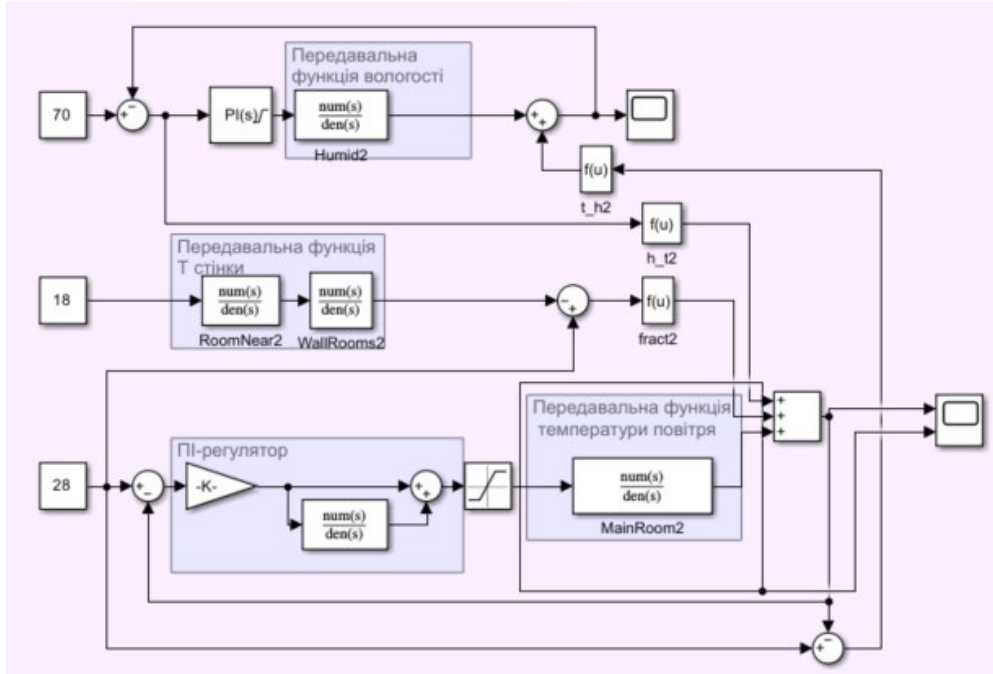 Передавальна
функція вологості
70
PI(s)
num(s)
den(s)
Humid2
f(u)
t_h2
f(u)
h_t2
Передавальна функція
Т стінки
18
num(s)
den(s)
num(s)
den(s)
RoomNear2
WallRooms2
f(u)
fract2
Передавальна функція
температури повітря
ПІ-регулятор
28
-K-
num(s)
den(s)
num(s)
den(s)
MainRoom2